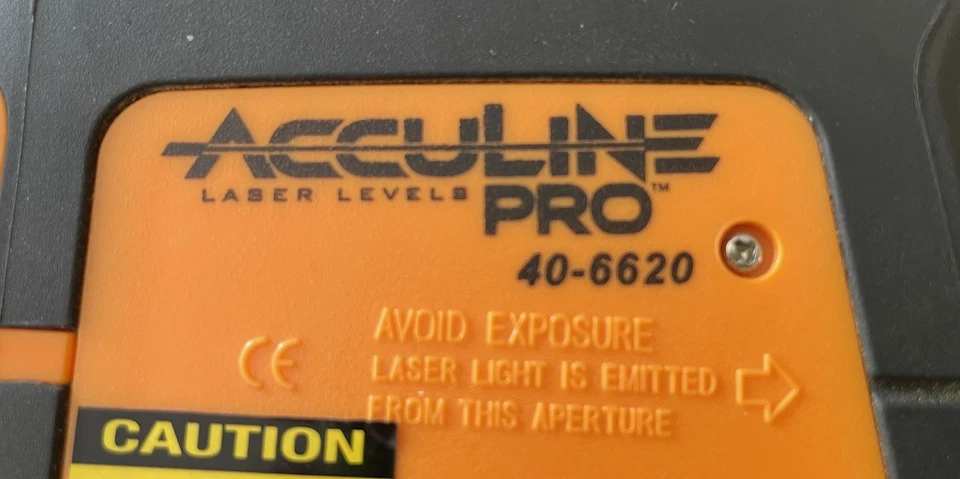 ACCULINE
LASER LEVELS PRO™
40-6620
AVOID EXPOSURE
CE LASER LIGHT IS EMITTED
FROM THIS APERTURE
CAUTION